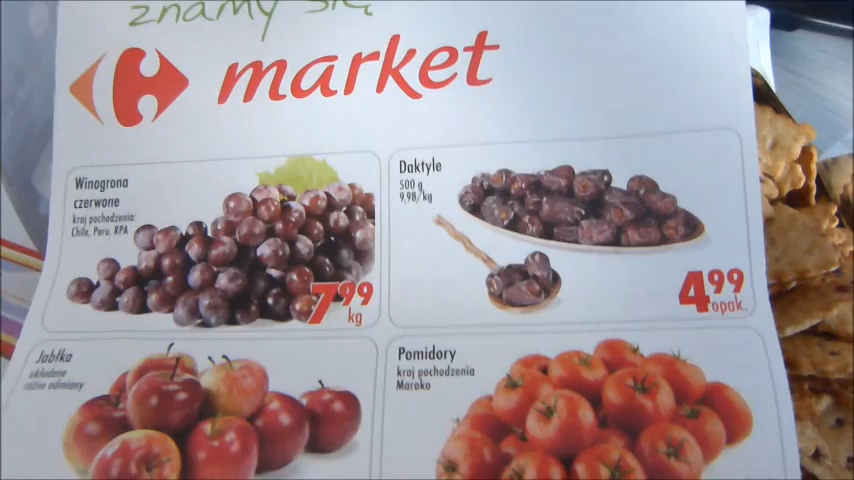 znamy się
market
Winogrona
czerwone
kraj pochodzenia:
Chile, Peru, RPA
7 99
kg
Daktyle
500 g
9,98/kg
4 99
opak.
Jabłka
układane
różne odmiany
Pomidory
kraj pochodzenia
Maroko